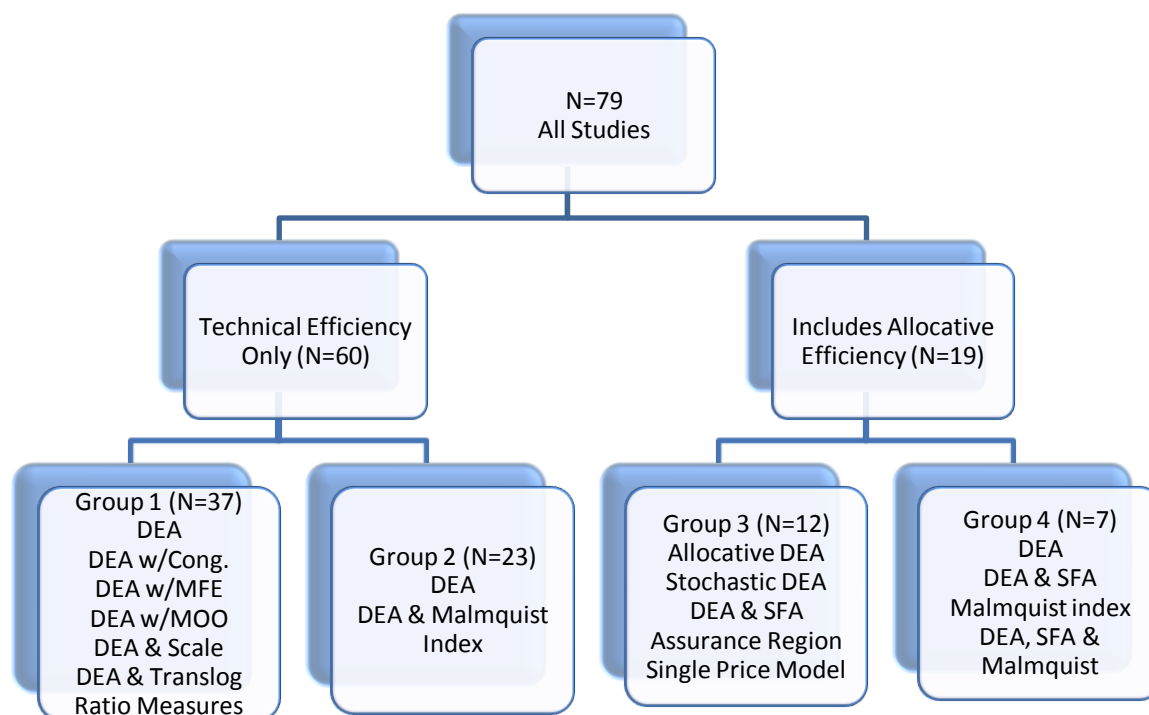 N=79
All Studies
Technical Efficiency
Only (N=60)
Includes Allocative
Efficiency (N=19)
Group 1 (N=37)
DEA
DEA w/Cong.
DEA w/MFE
DEA w/MOO
DEA & Scale
DEA & Translog
Ratio Measures
Group 2 (N=23)
DEA
DEA & Malmquist
Index
Group 3 (N=12)
Allocative DEA
Stochastic DEA
DEA & SFA
Assurance Region
Single Price Model
Group 4 (N=7)
DEA
DEA & SFA
Malmquist index
DEA, SFA &
Malmquist